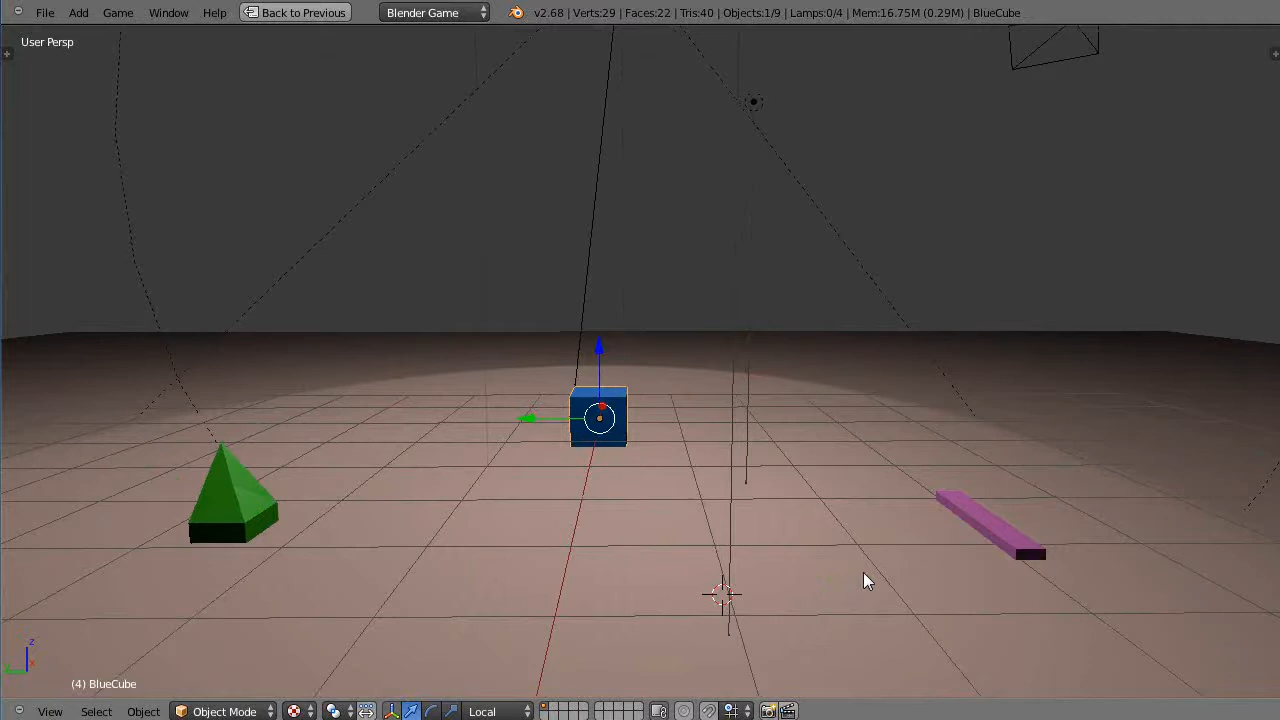 File Add Game Window Help Back to Previous Blender Game v2.68 | Verts:29 | Faces:22 | Tris:40 | Objects:1/9 | Lamps:0/4 | Mem:16.75M (0.29M) | BlueCube
User Persp
z
x
(4) BlueCube
View Select Object Object Mode Local